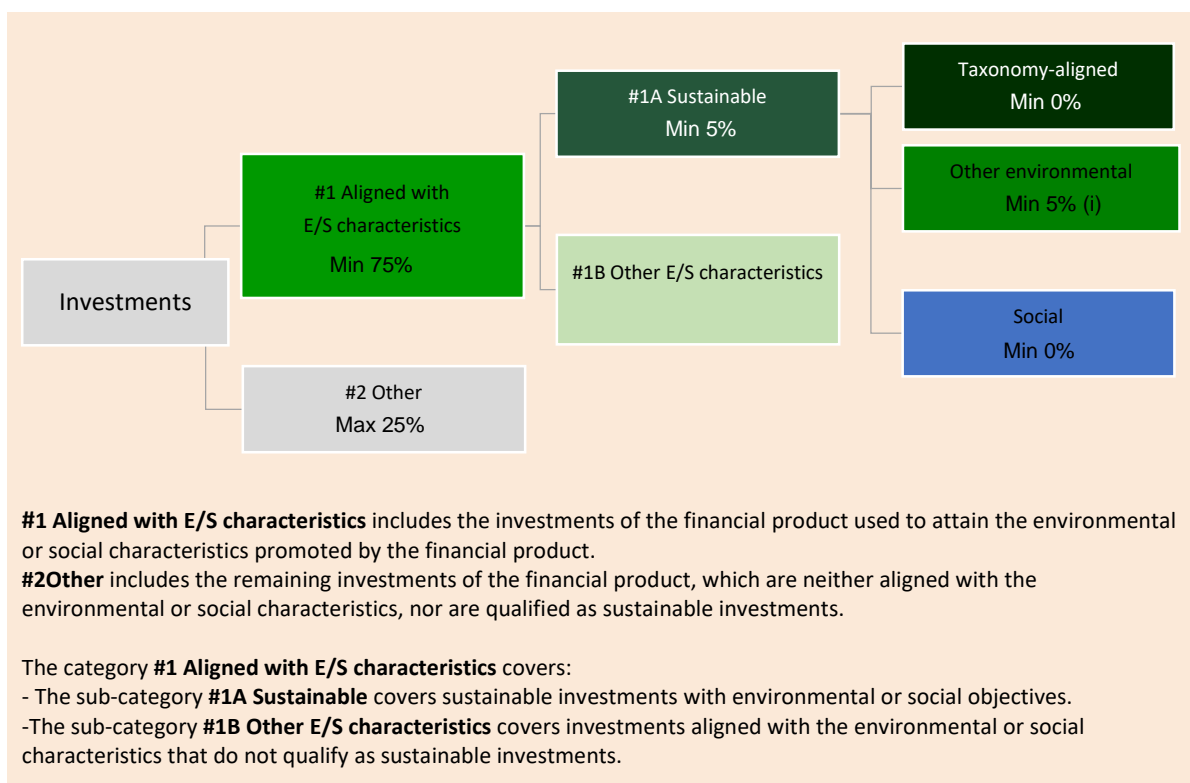 Investments
#1 Aligned with
E/S characteristics
Min 75%
#2 Other
Max 25%
#1A Sustainable
Min 5%
#1B Other E/S characteristics
Taxonomy-aligned
Min 0%
Other environmental
Min 5% (i)
Social
Min 0%
#1 Aligned with E/S characteristics includes the investments of the financial product used to attain the environmental
or social characteristics promoted by the financial product.
#2Other includes the remaining investments of the financial product, which are neither aligned with the
environmental or social characteristics, nor are qualified as sustainable investments.
The category #1 Aligned with E/S characteristics covers:
- The sub-category #1A Sustainable covers sustainable investments with environmental or social objectives.
-The sub-category #1B Other E/S characteristics covers investments aligned with the environmental or social
characteristics that do not qualify as sustainable investments.